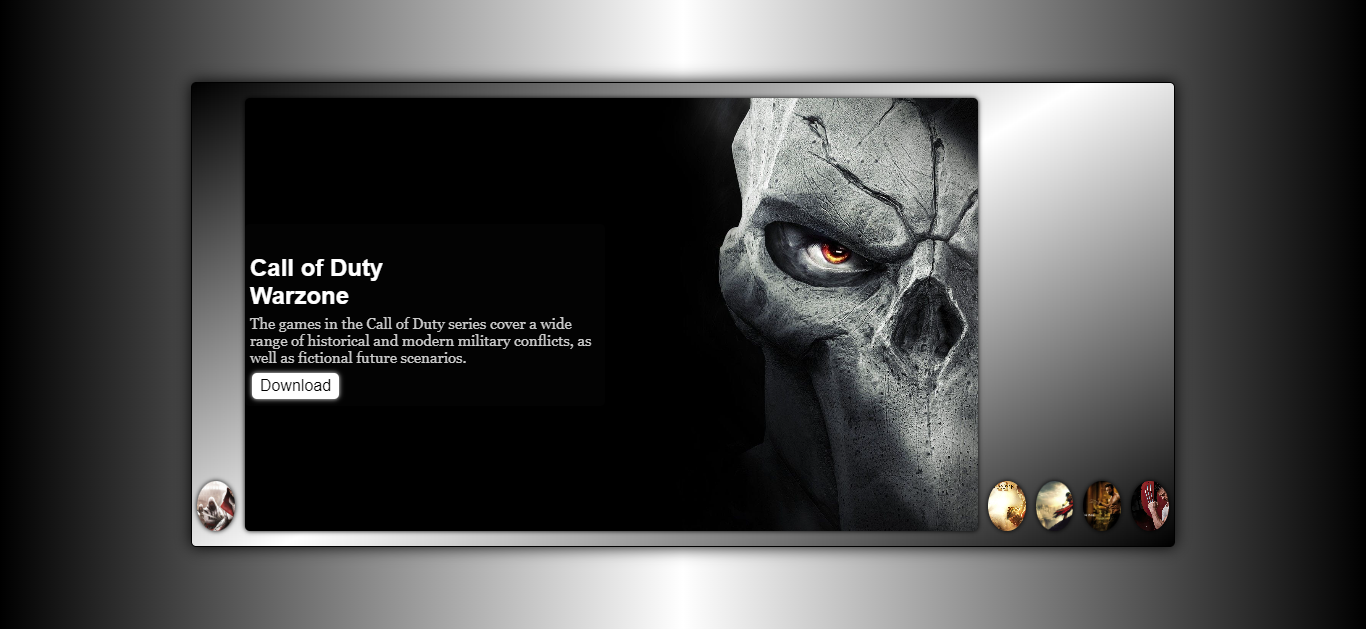 Call of Duty
Warzone
The games in the Call of Duty series cover a wide
range of historical and modern military conflicts, as
well as fictional future scenarios.
Download